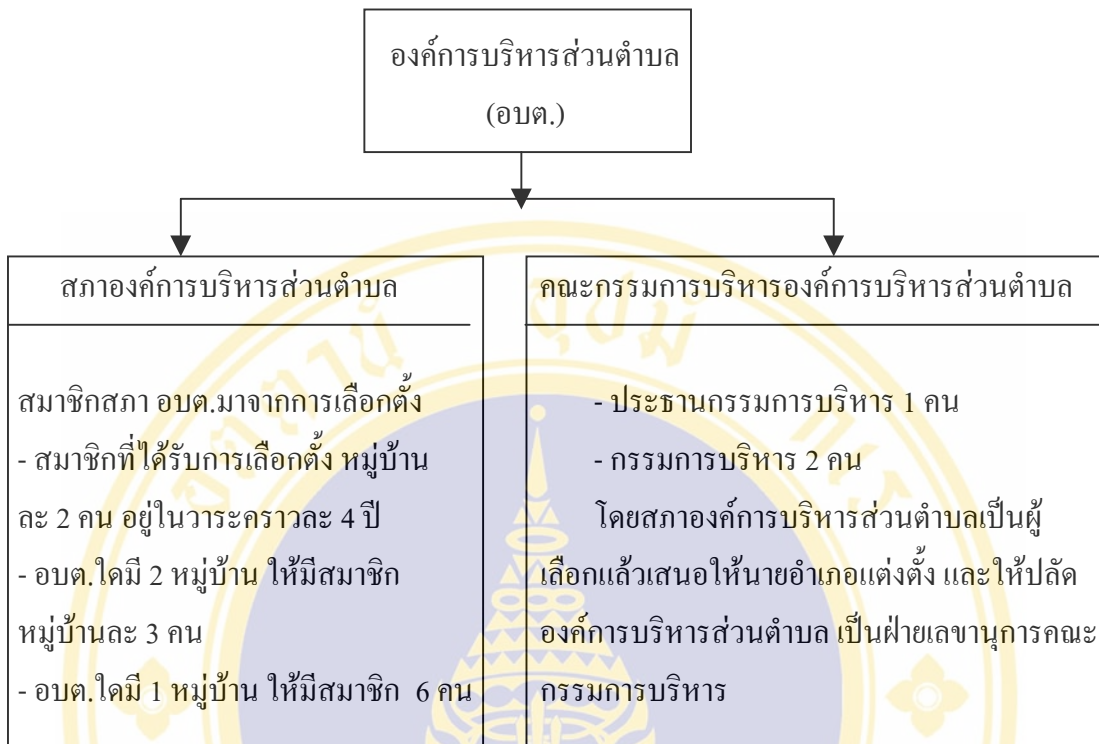 องค์การบริหารส่วนตำบล
(อบต.)
สภาองค์การบริหารส่วนตำบล
สมาชิกสภา อบต.มาจากการเลือกตั้ง
- สมาชิกที่ได้รับการเลือกตั้ง หมู่บ้าน
ละ 2 คน อยู่ในวาระคราวละ 4 ปี
- อบต.ใดมี 2 หมู่บ้าน ให้มีสมาชิก
หมู่บ้านละ 3 คน
- อบต.ใดมี 1 หมู่บ้าน ให้มีสมาชิก 6 คน
คณะกรรมการบริหารองค์การบริหารส่วนตำบล
- ประธานกรรมการบริหาร 1 คน
- กรรมการบริหาร 2 คน
โดยสภาองค์การบริหารส่วนตำบลเป็นผู้
เลือกแล้วเสนอให้นายอำเภอแต่งตั้ง และให้ปลัด
องค์การบริหารส่วนตำบล เป็นฝ่ายเลขานุการคณะ
กรรมการบริหาร
อตฺตานํ อุปมํ กเร